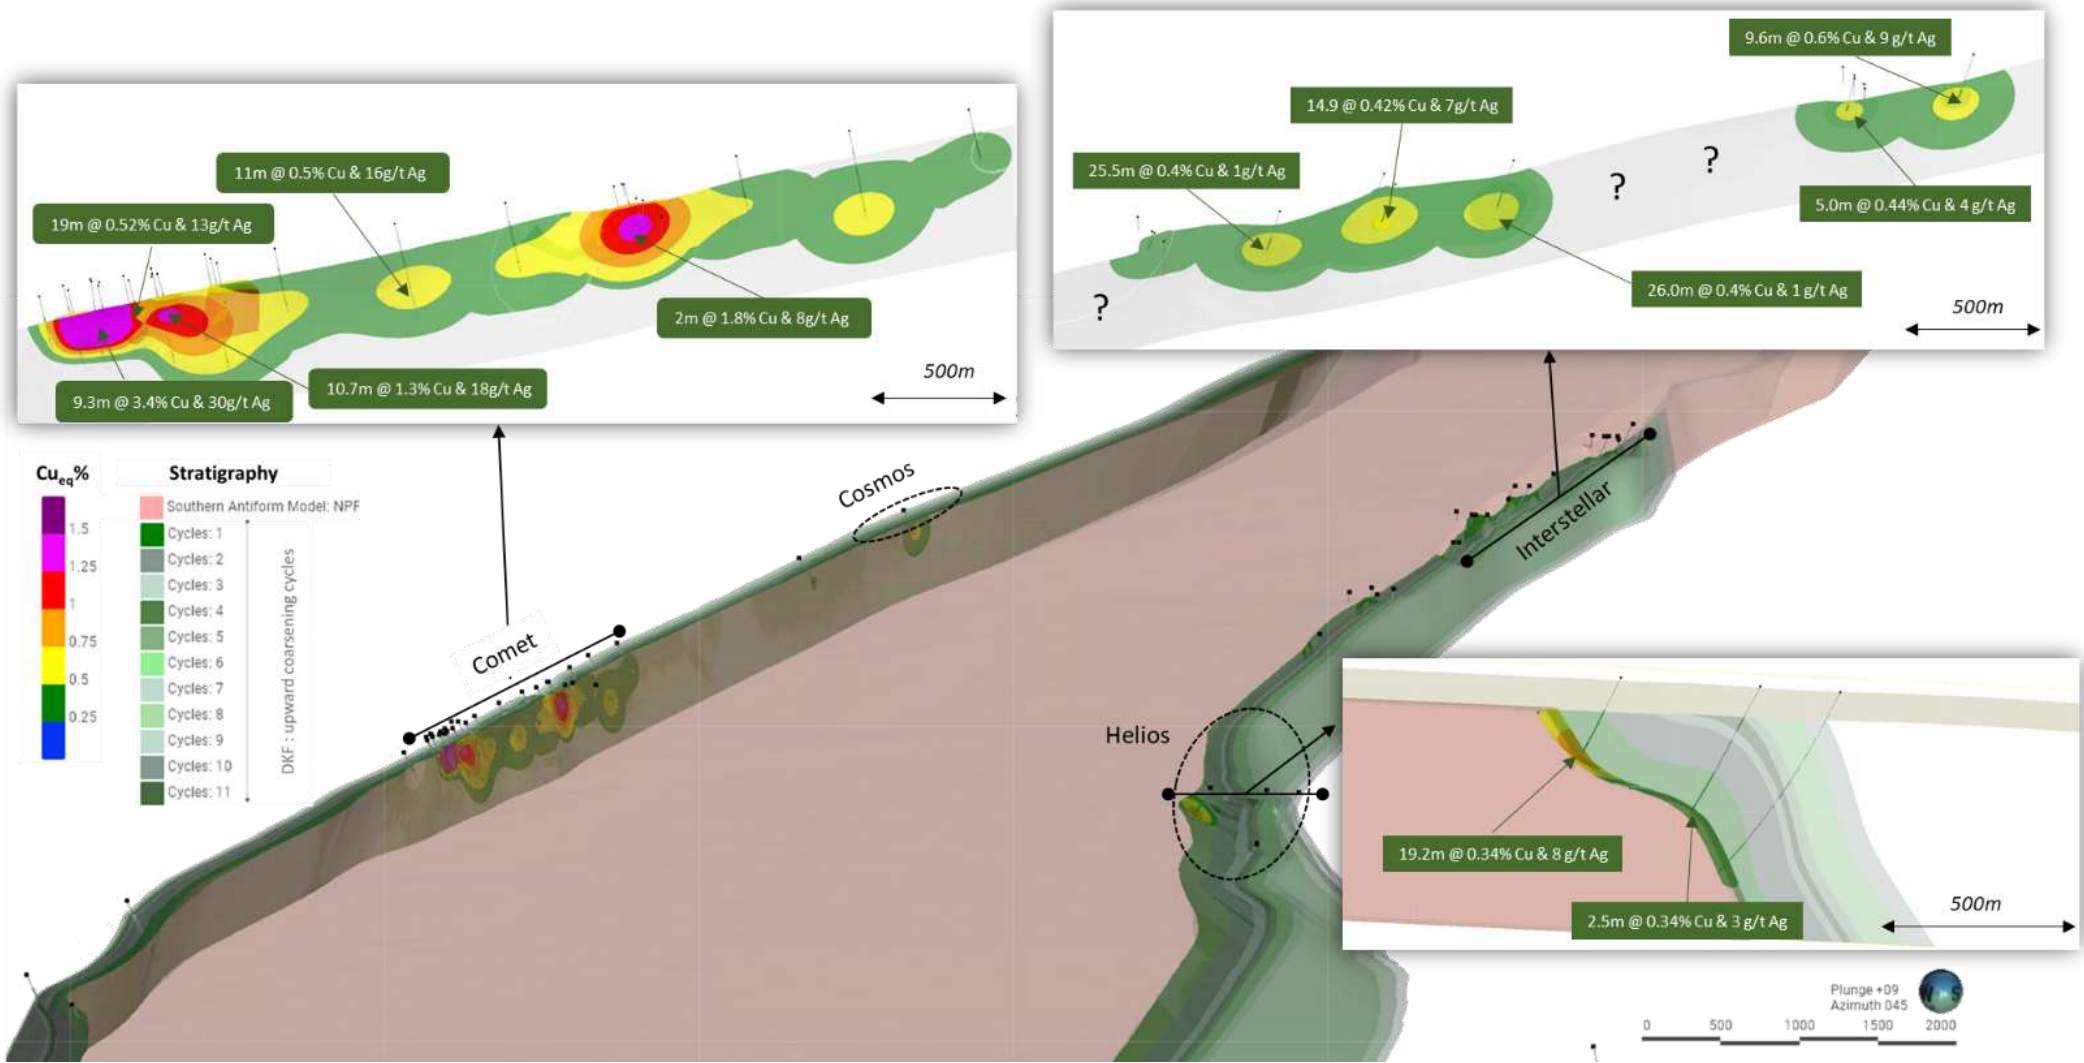 9.6m @ 0.6% Cu & 9 g/t Ag
14.9 @ 0.42% Cu & 7g/t Ag
11m @ 0.5% Cu & 16g/t Ag
25.5m @ 0.4% Cu & 1g/t Ag
?
?
19m @ 0.52% Cu & 13g/t Ag
5.0m @ 0.44% Cu & 4 g/t Ag
2m @ 1.8% Cu & 8g/t Ag
?
26.0m @ 0.4% Cu & 1 g/t Ag
500m
9.3m @ 3.4% Cu & 30g/t Ag
10.7m @ 1.3% Cu & 18g/t Ag
500m
Cueq%
1.5
1.25
1
0.75
0.5
0.25
Stratigraphy
Southern Antiform Model: NPF
Cycles: 1
Cycles: 2
Cycles: 3
Cycles: 4
Cycles: 5
Cycles: 6
Cycles: 7
Cycles: 8
Cycles: 9
Cycles: 10
Cycles: 11
DKF : upward coarsening cycles
Comet
Cosmos
Interstellar
Helios
19.2m @ 0.34% Cu & 8 g/t Ag
2.5m @ 0.34% Cu & 3 g/t Ag
500m
Plunge +09
Azimuth 045
W S
0 500 1000 1500 2000